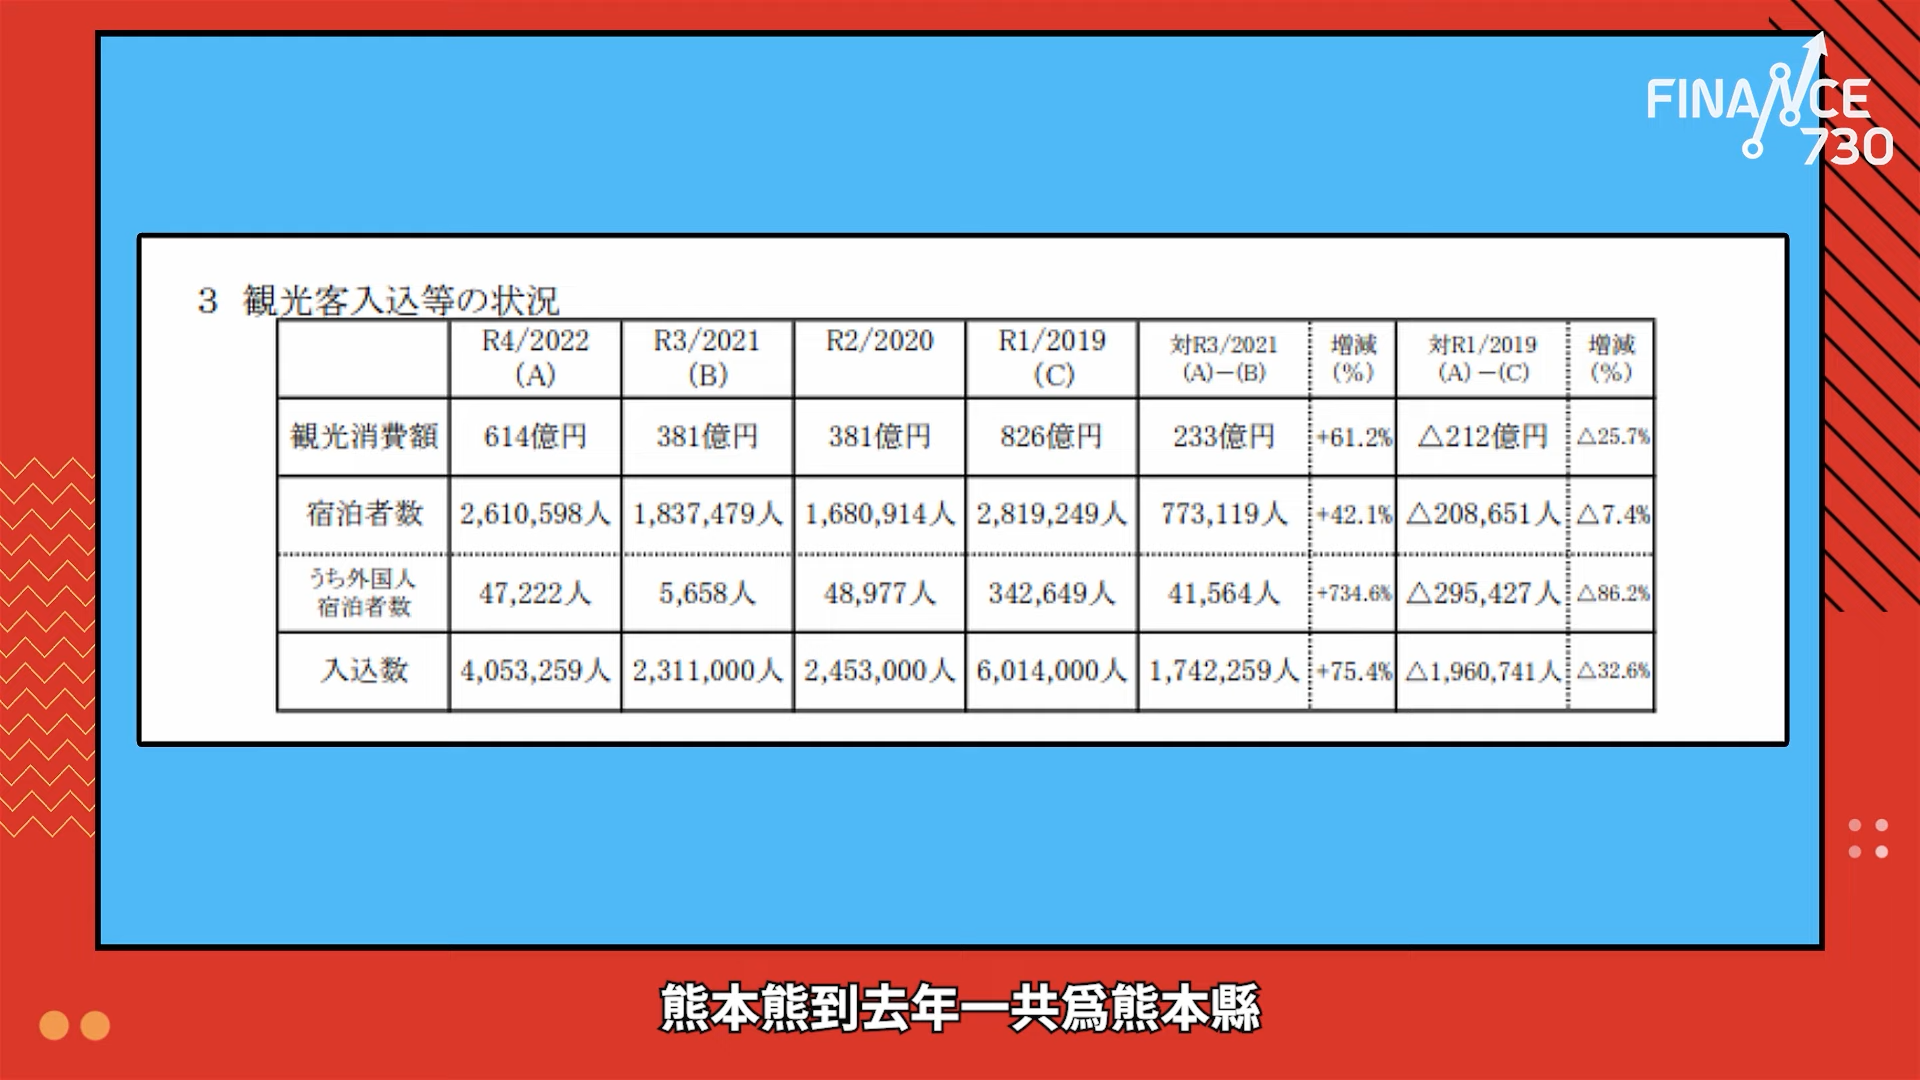 FINANCE
730
3 観光客入込等の状況
R4/2022 (A) R3/2021 (B) R2/2020 R1/2019 (C) 対R3/2021 (A)－(B) 増減 (%) 対R1/2019 (A)－(C) 増減 (%)
観光消費額 614億円 381億円 381億円 826億円 233億円 +61.2% △212億円 △25.7%
宿泊者数 2,610,598人 1,837,479人 1,680,914人 2,819,249人 773,119人 +42.1% △208,651人 △7.4%
うち外国人宿泊者数 47,222人 5,658人 48,977人 342,649人 41,564人 +734.6% △295,427人 △86.2%
入込数 4,053,259人 2,311,000人 2,453,000人 6,014,000人 1,742,259人 +75.4% △1,960,741人 △32.6%
熊本熊到去年一共爲熊本縣